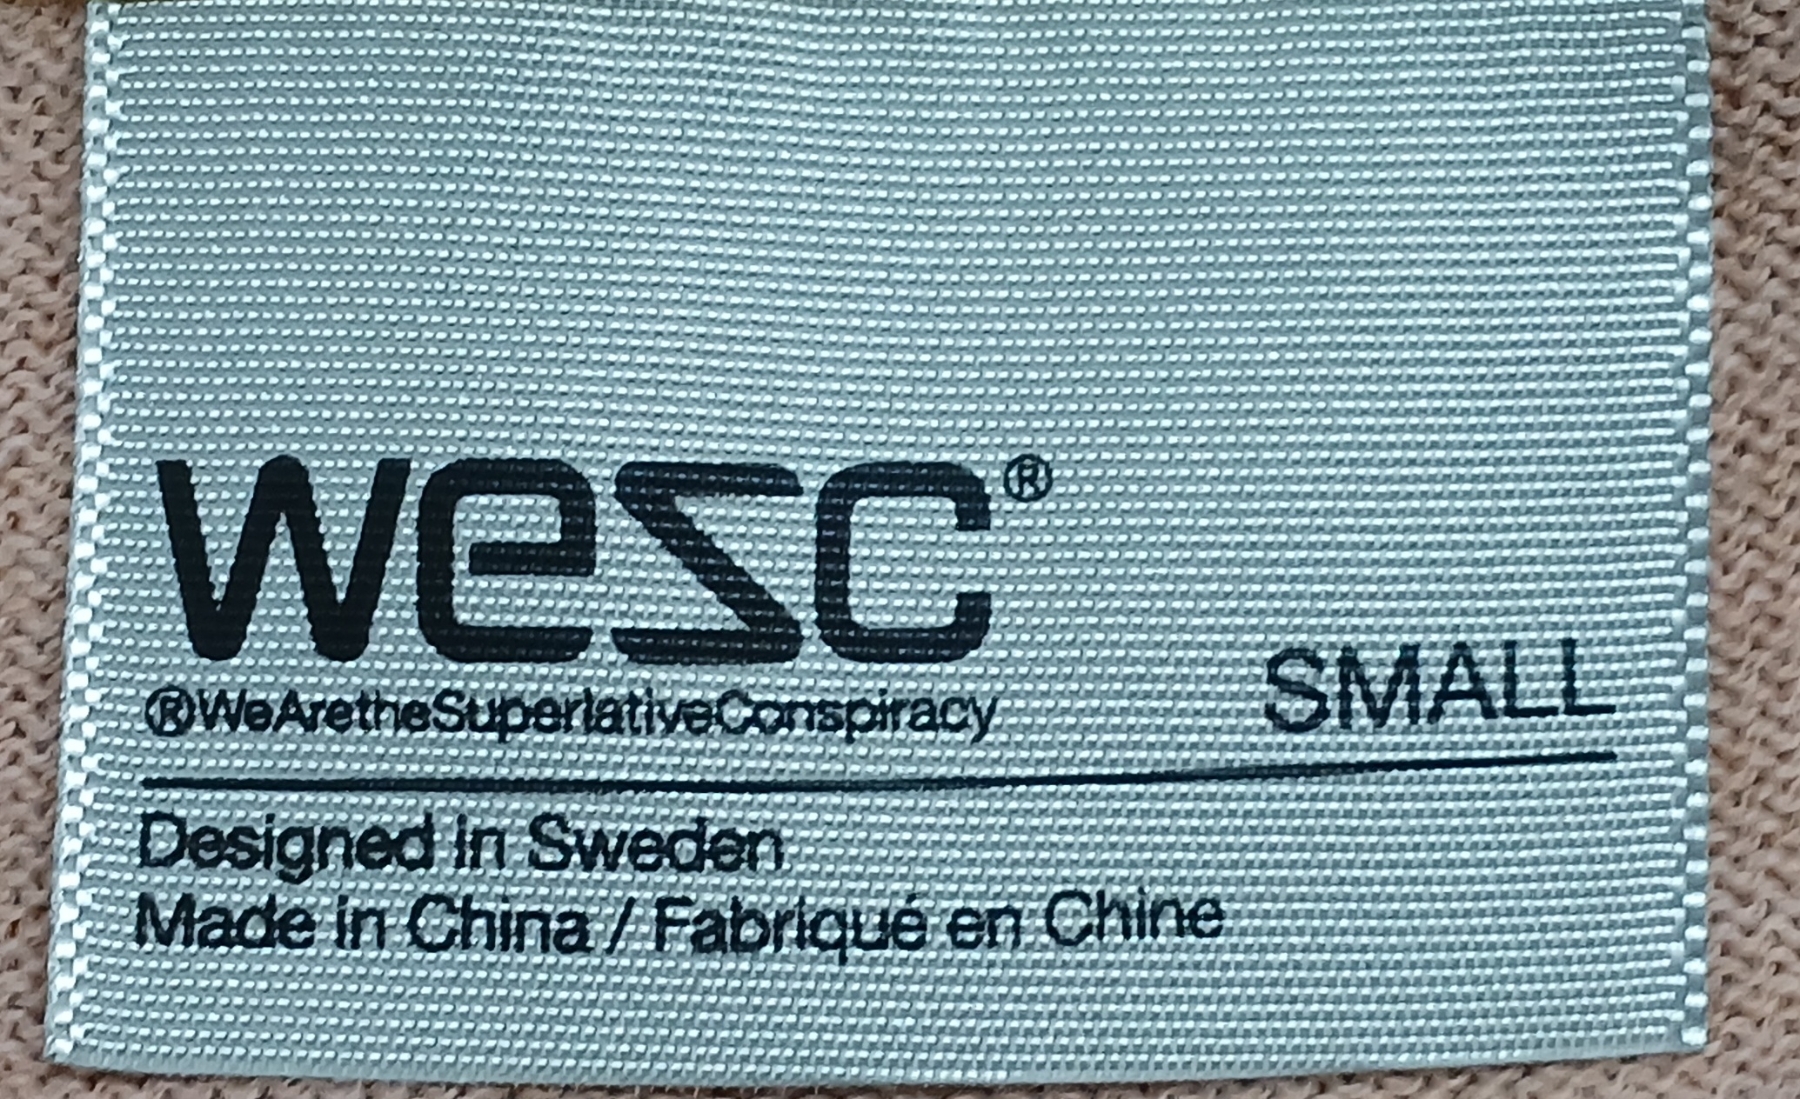 wesc®
®WeAretheSuperlativeConspiracy
SMALL
Designed in Sweden
Made in China / Fabriqué en Chine